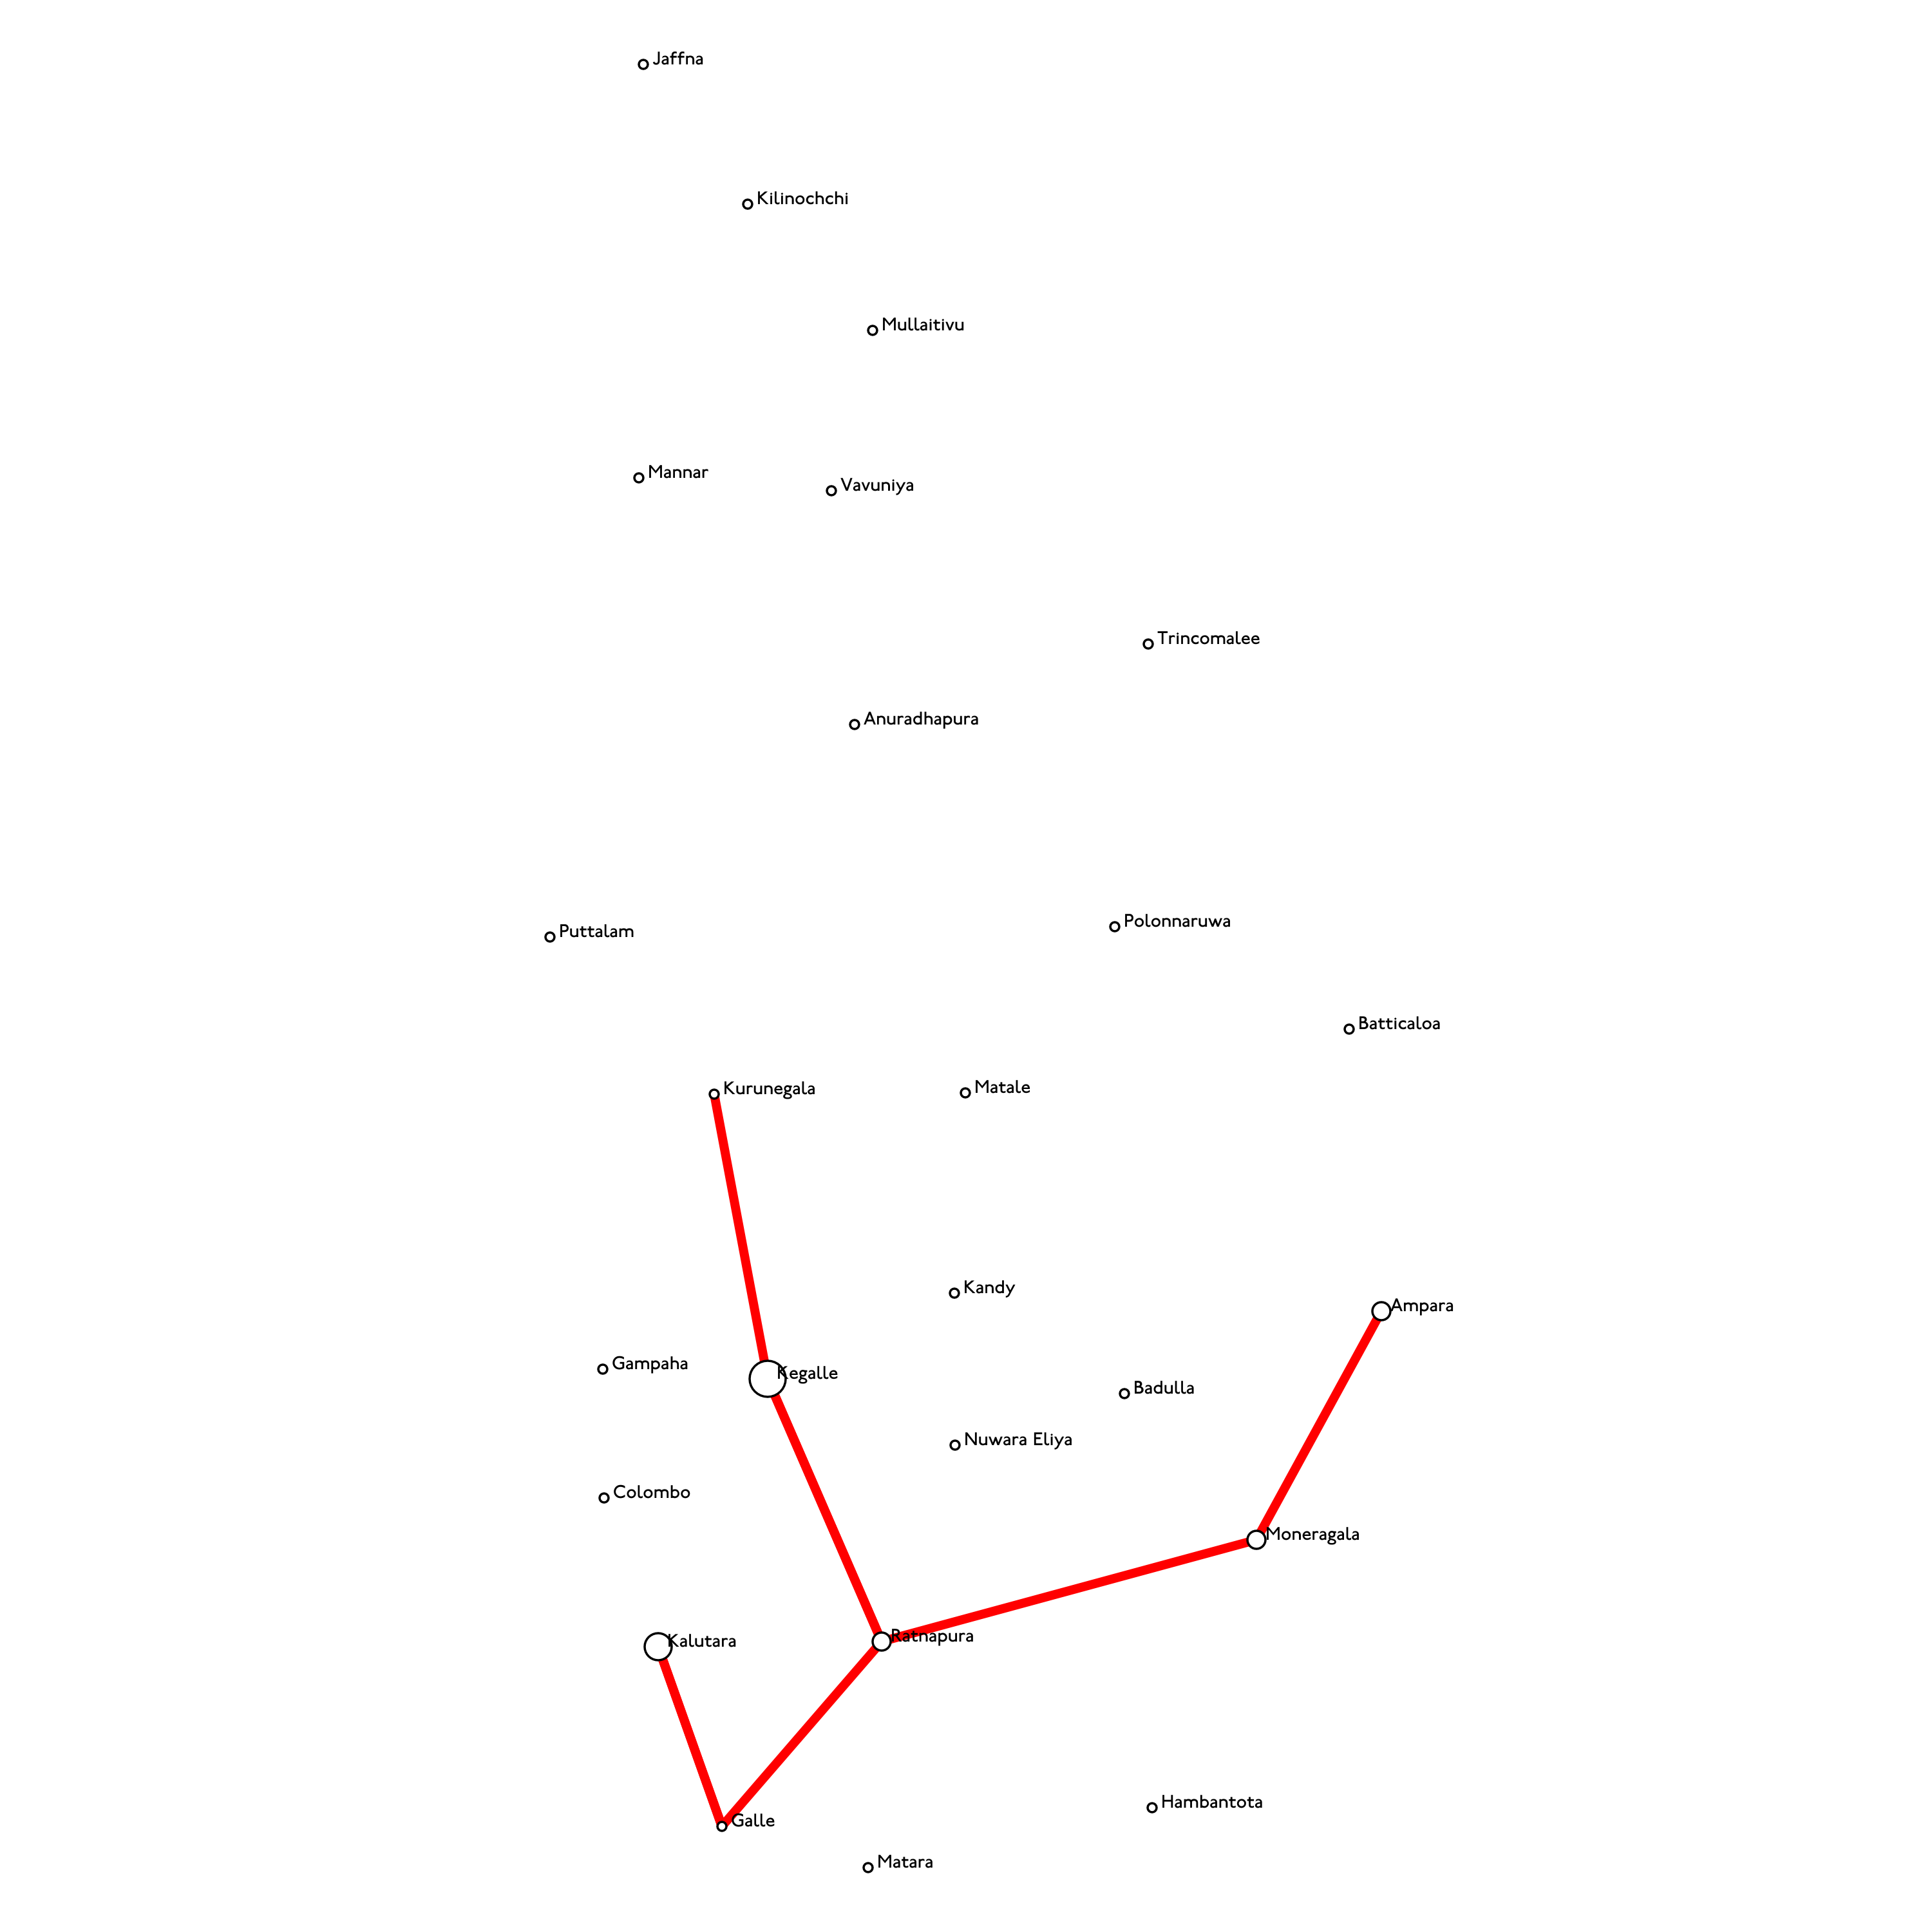 Jaffna
Kilinochchi
Mullaitivu
Mannar
Vavuniya
Trincomalee
Anuradhapura
Polonnaruwa
Puttalam
Batticaloa
Matale
Kurunegala
Kandy
Ampara
Gampaha
Kegalle
Badulla
Nuwara Eliya
Colombo
Moneragala
Ratnapura
Kalutara
Hambantota
Galle
Matara